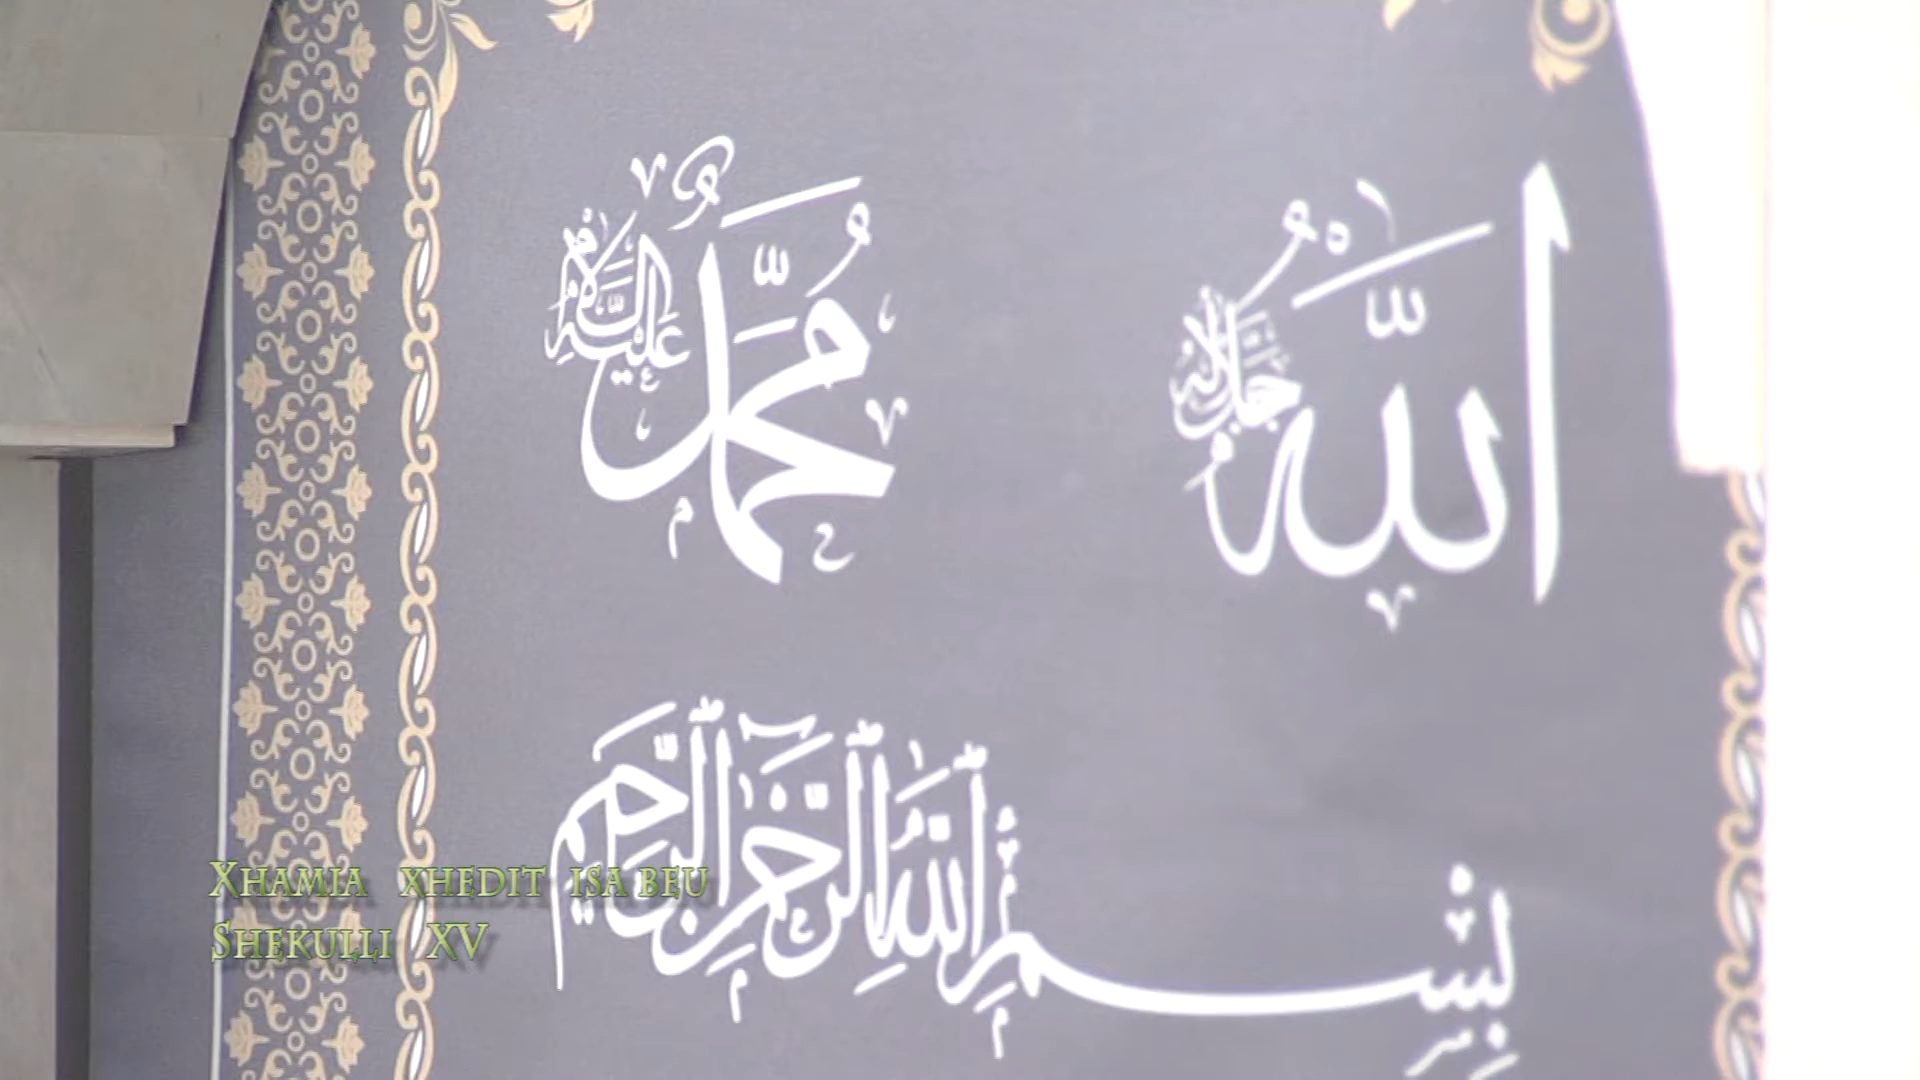 الله جل جلاله
محمد عليه السلام
بسم الله الرحمن الرحيم
Xhamia xhedit isa beu
Shekulli XV